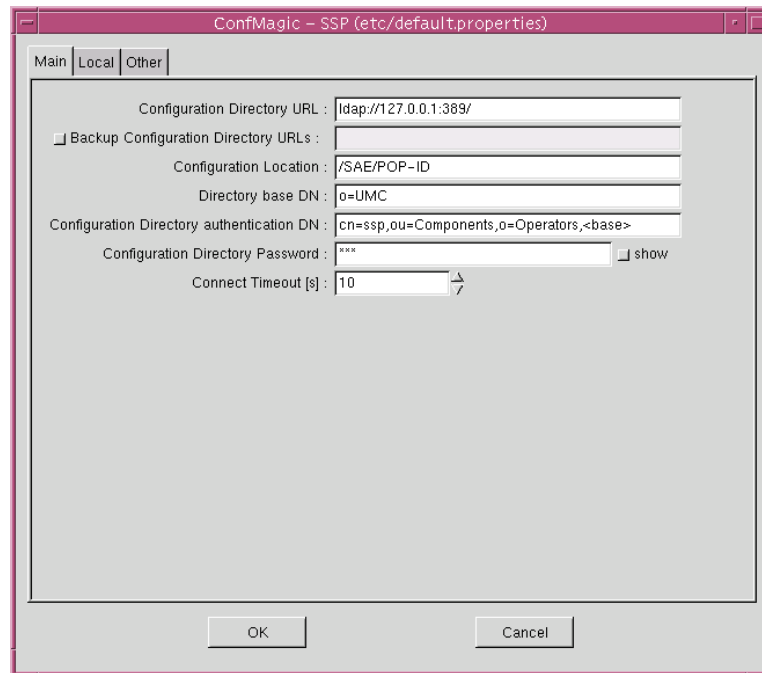 ConfMagic – SSP (etc/default.properties)
Main Local Other
Configuration Directory URL : ldap://127.0.0.1:389/
Backup Configuration Directory URLs :
Configuration Location : /SAE/POP-ID
Directory base DN : o=UMC
Configuration Directory authentication DN : cn=ssp,ou=Components,o=Operators,<base>
Configuration Directory Password : *** show
Connect Timeout [s] : 10
OK Cancel